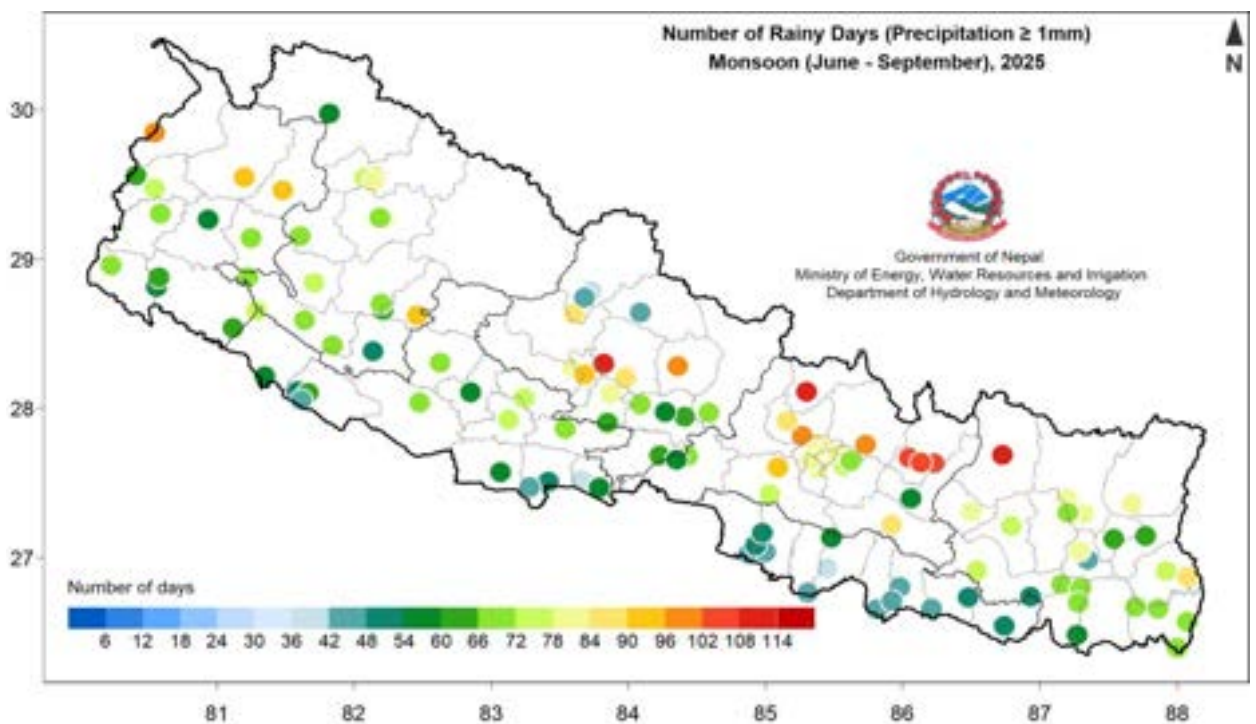 Number of Rainy Days (Precipitation ≥ 1mm)
Monsoon (June - September), 2025
N
30
29
28
27
Government of Nepal
Ministry of Energy, Water Resources and Irrigation
Department of Hydrology and Meteorology
Number of days
6 12 18 24 30 36 42 48 54 60 66 72 78 84 90 96 102 108 114
81 82 83 84 85 86 87 88